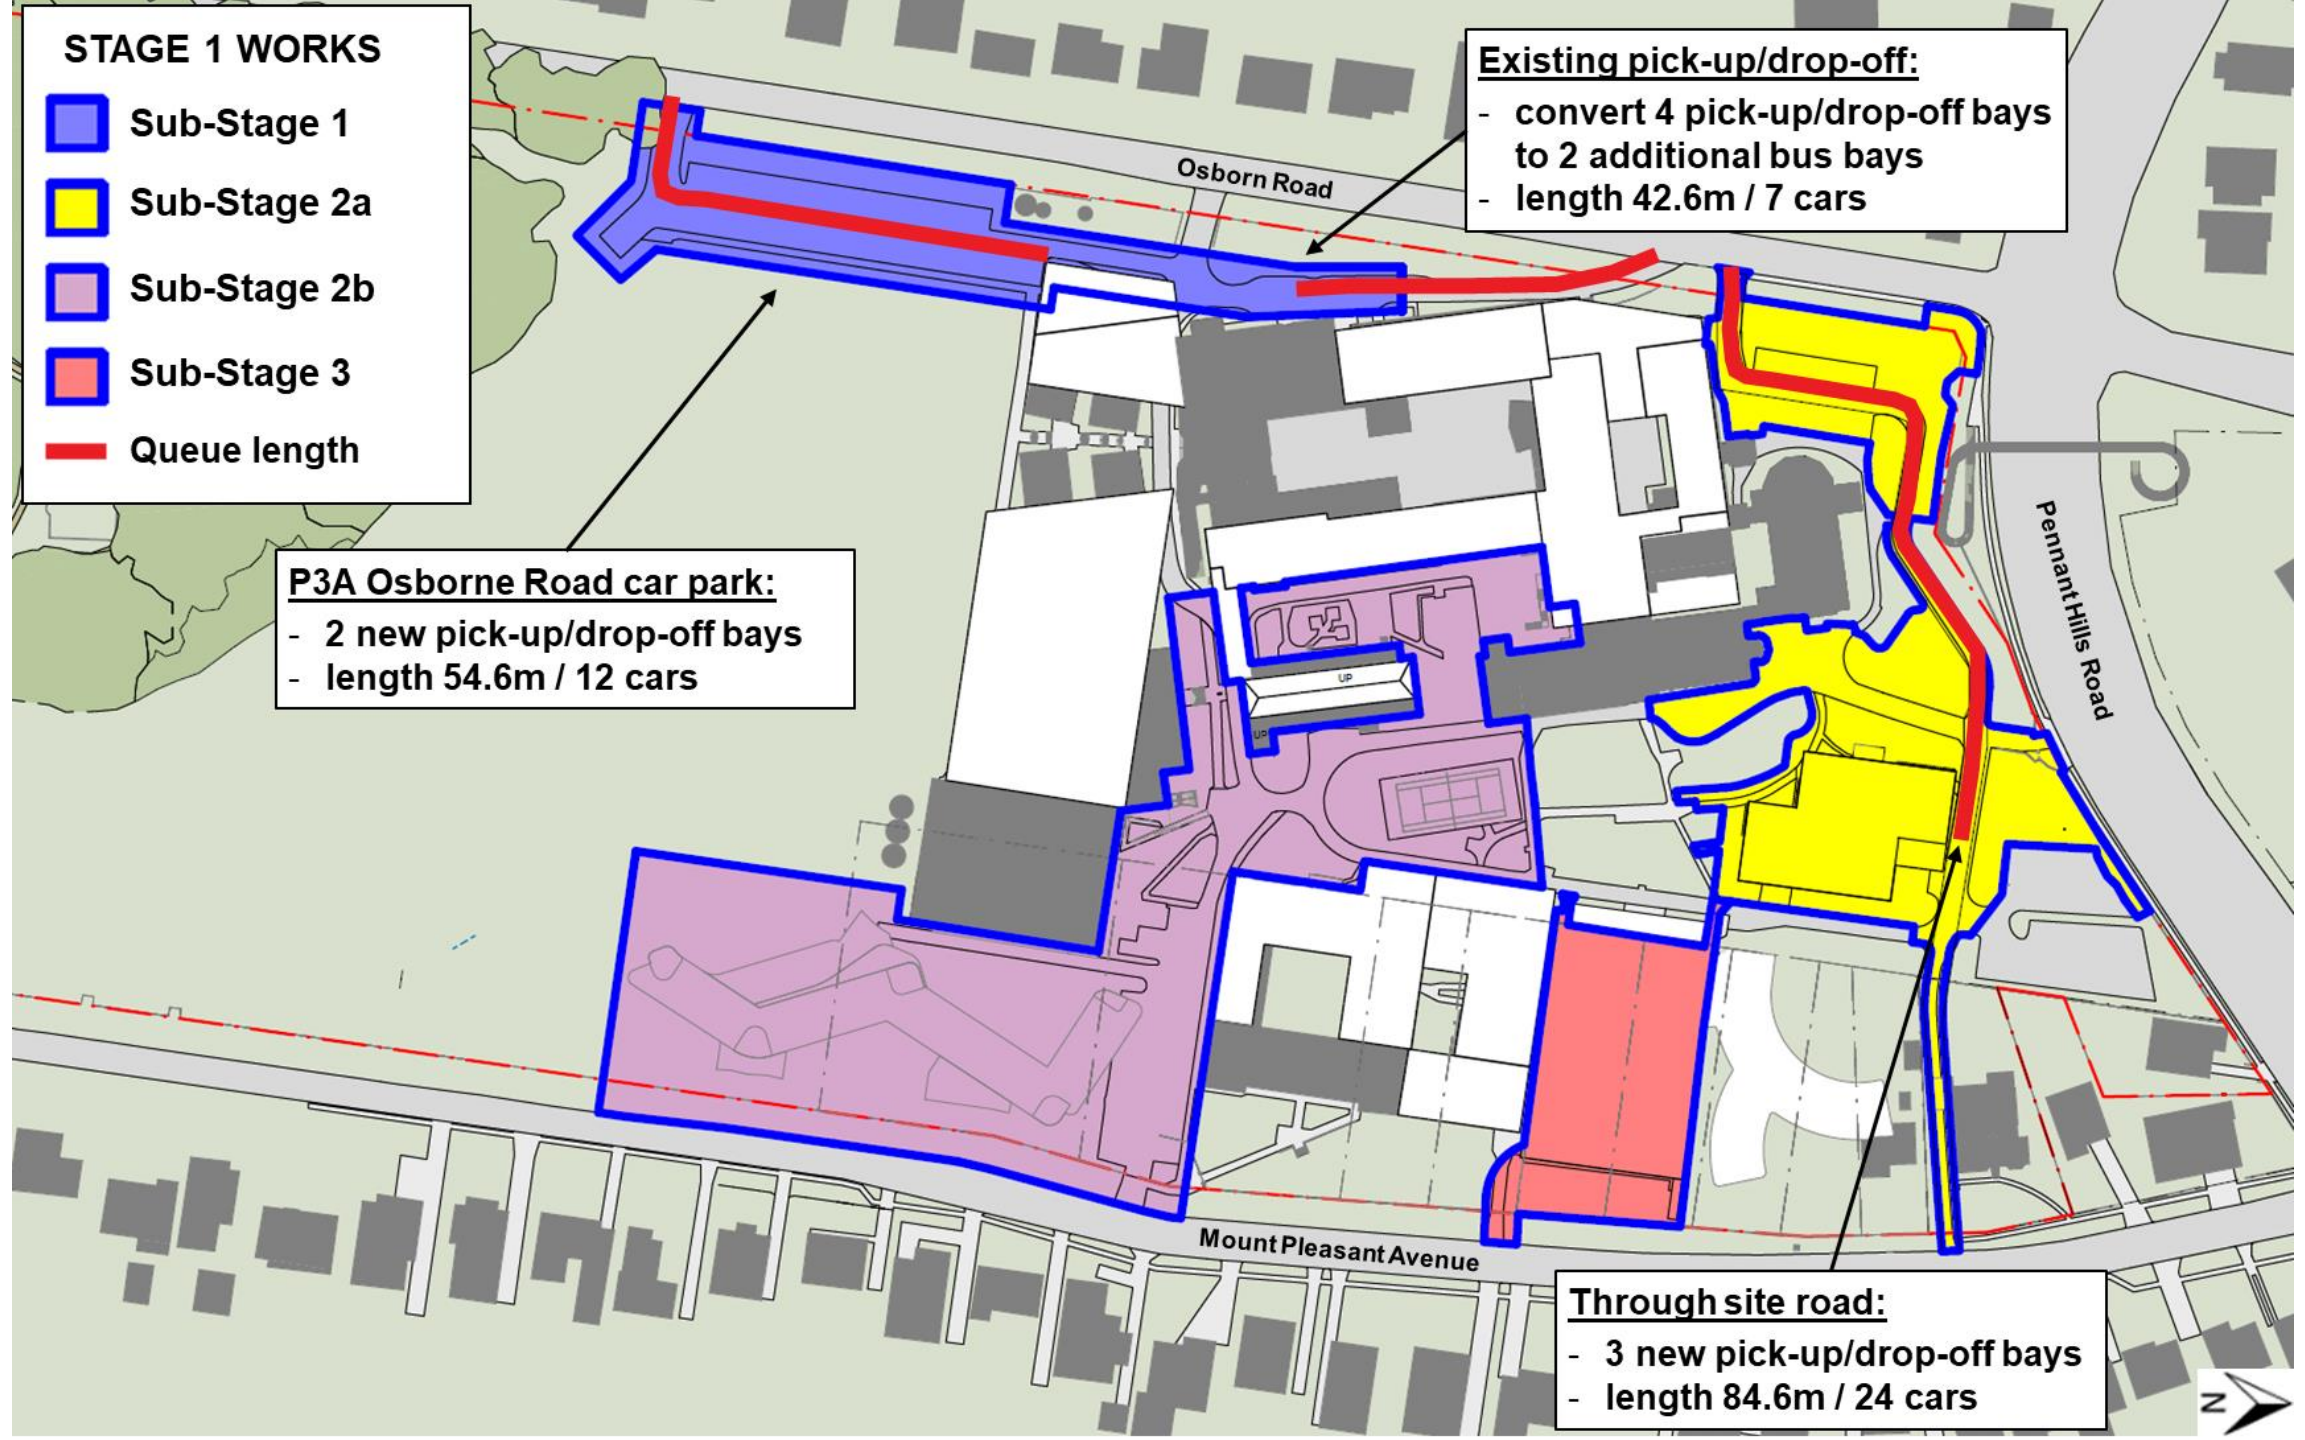 STAGE 1 WORKS
Sub-Stage 1
Sub-Stage 2a
Sub-Stage 2b
Sub-Stage 3
Queue length
Existing pick-up/drop-off:
- convert 4 pick-up/drop-off bays
to 2 additional bus bays
- length 42.6m / 7 cars
Osborn Road
P3A Osborne Road car park:
- 2 new pick-up/drop-off bays
- length 54.6m / 12 cars
Pennant Hills Road
UP
UP
Mount Pleasant Avenue
Through site road:
- 3 new pick-up/drop-off bays
- length 84.6m / 24 cars
N